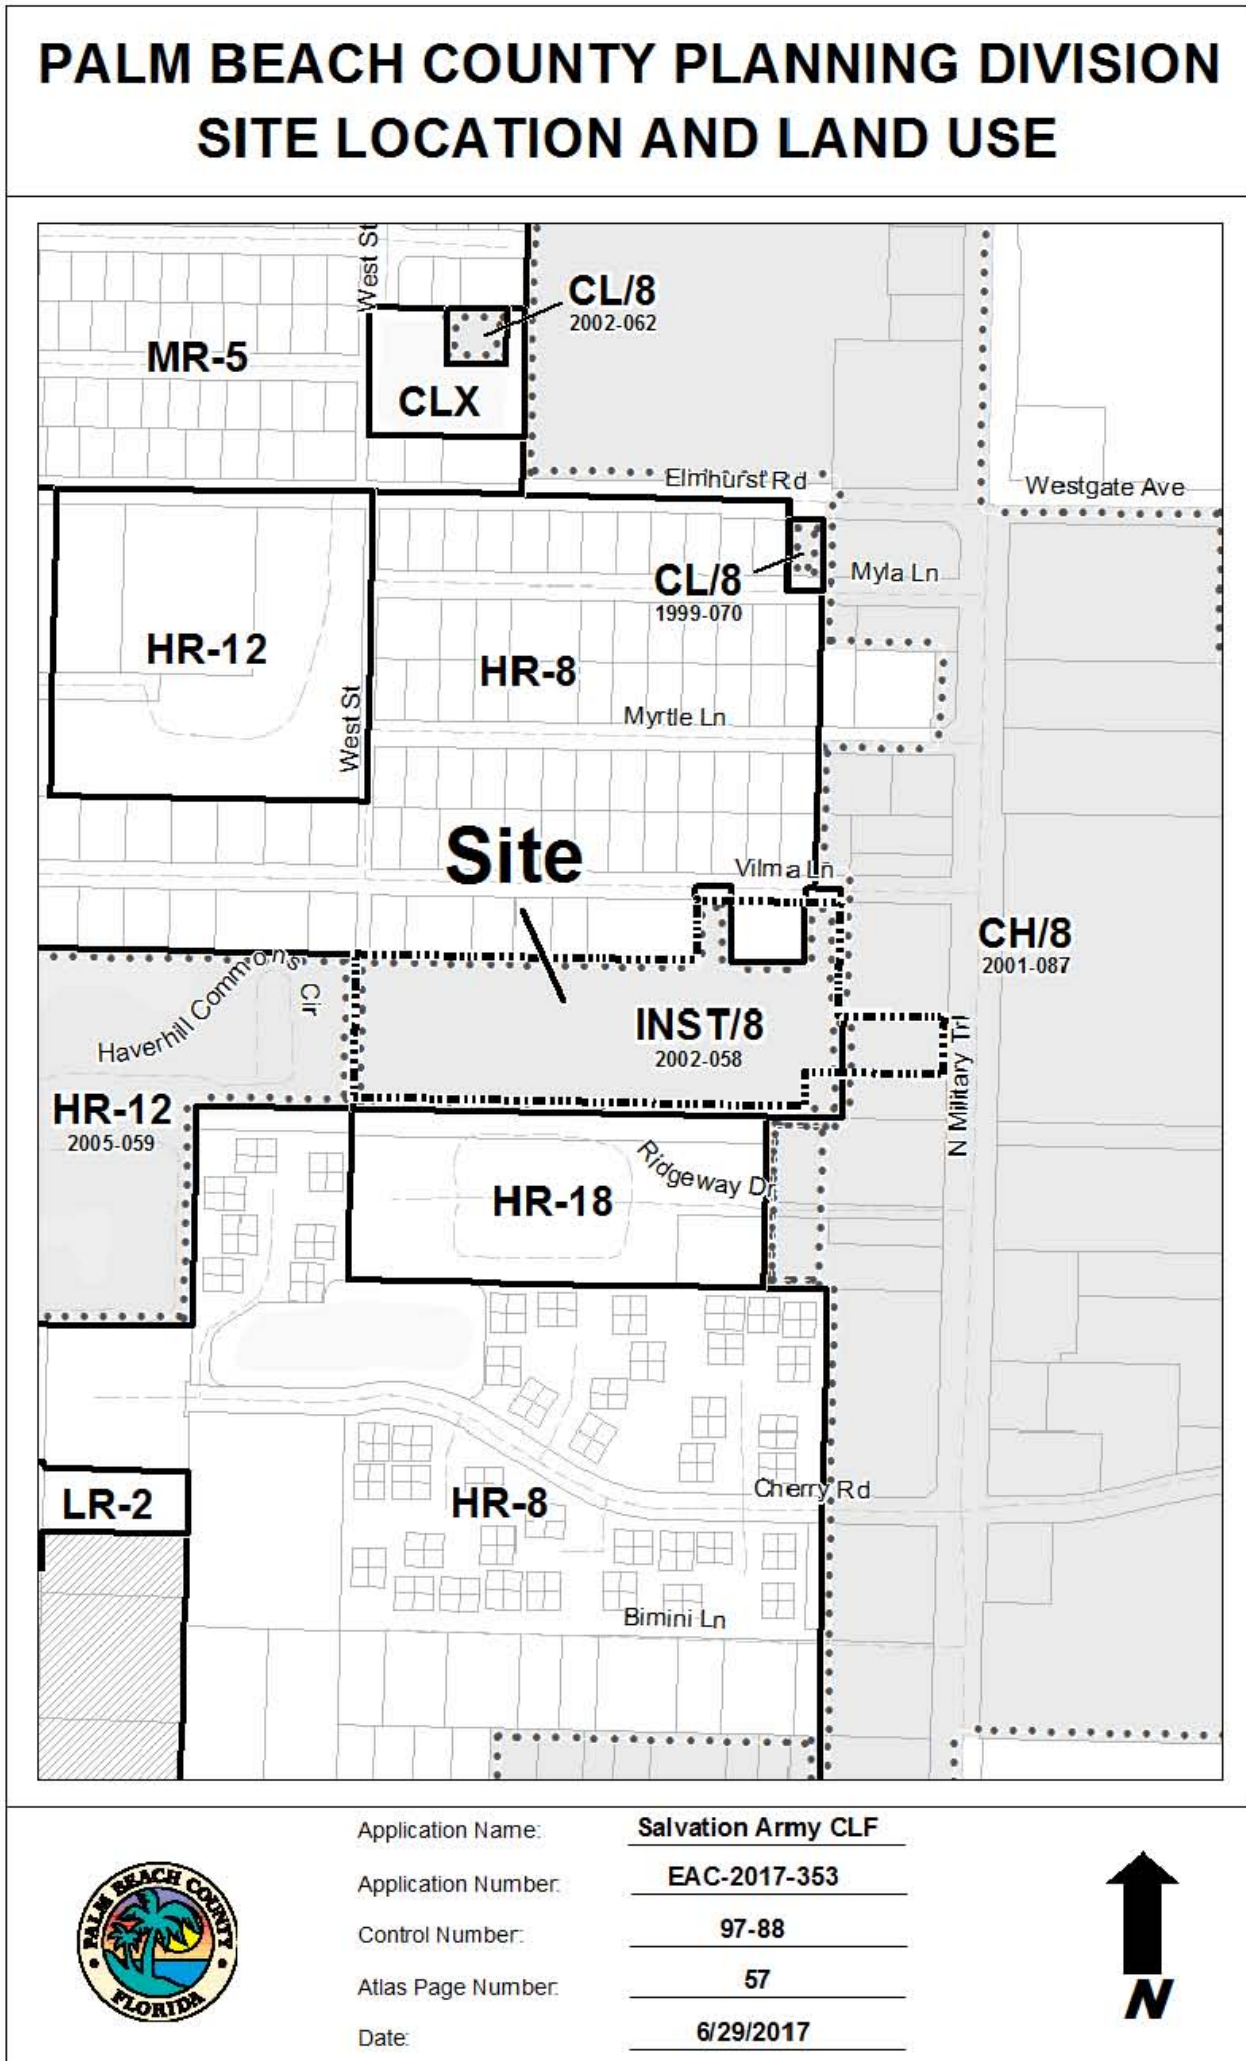 PALM BEACH COUNTY PLANNING DIVISION
SITE LOCATION AND LAND USE
West St
CL/8
2002-062
MR-5
CLX
Elmhurst Rd
Westgate Ave
CL/8
1999-070
Myla Ln
HR-12
HR-8
West St
Myrtle Ln
Site
Vilma Ln
CH/8
2001-087
Haverhill Commons Cir
INST/8
2002-058
N Military Trl
HR-12
2005-059
Ridgeway Dr
HR-18
Cherry Rd
LR-2
HR-8
Bimini Ln
PALM BEACH COUNTY
FLORIDA
Application Name: Salvation Army CLF
Application Number: EAC-2017-353
Control Number: 97-88
Atlas Page Number: 57
Date: 6/29/2017
N